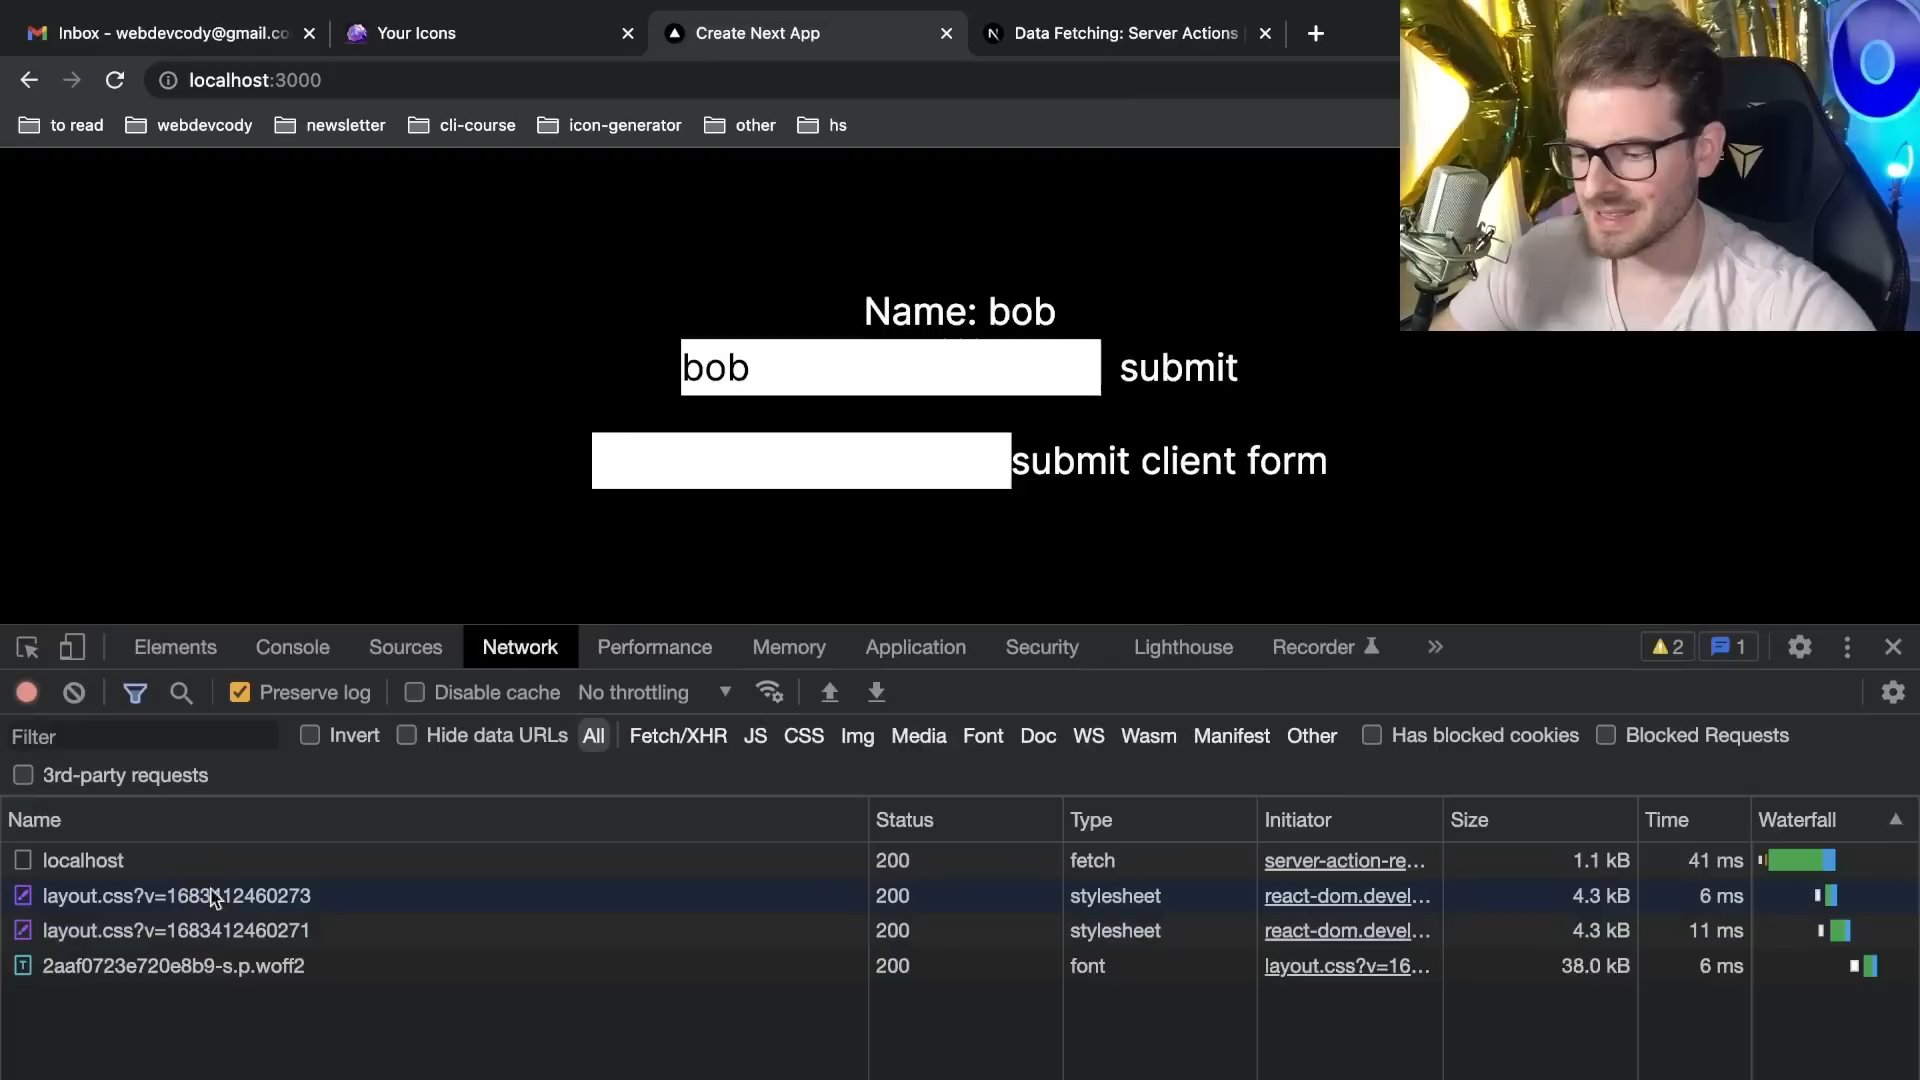 Inbox - webdevcody@gmail.co
Your Icons
Create Next App
Data Fetching: Server Actions
localhost:3000
to read
webdevcody
newsletter
cli-course
icon-generator
other
hs
Name: bob
bob submit
submit client form
Elements Console Sources Network Performance Memory Application Security Lighthouse Recorder 2 1
Preserve log Disable cache No throttling
Filter Invert Hide data URLs All Fetch/XHR JS CSS Img Media Font Doc WS Wasm Manifest Other Has blocked cookies Blocked Requests
3rd-party requests
Name Status Type Initiator Size Time Waterfall
localhost 200 fetch server-action-re... 1.1 kB 41 ms
layout.css?v=1683412460273 200 stylesheet react-dom.devel... 4.3 kB 6 ms
layout.css?v=1683412460271 200 stylesheet react-dom.devel... 4.3 kB 11 ms
2aaf0723e720e8b9-s.p.woff2 200 font layout.css?v=16... 38.0 kB 6 ms